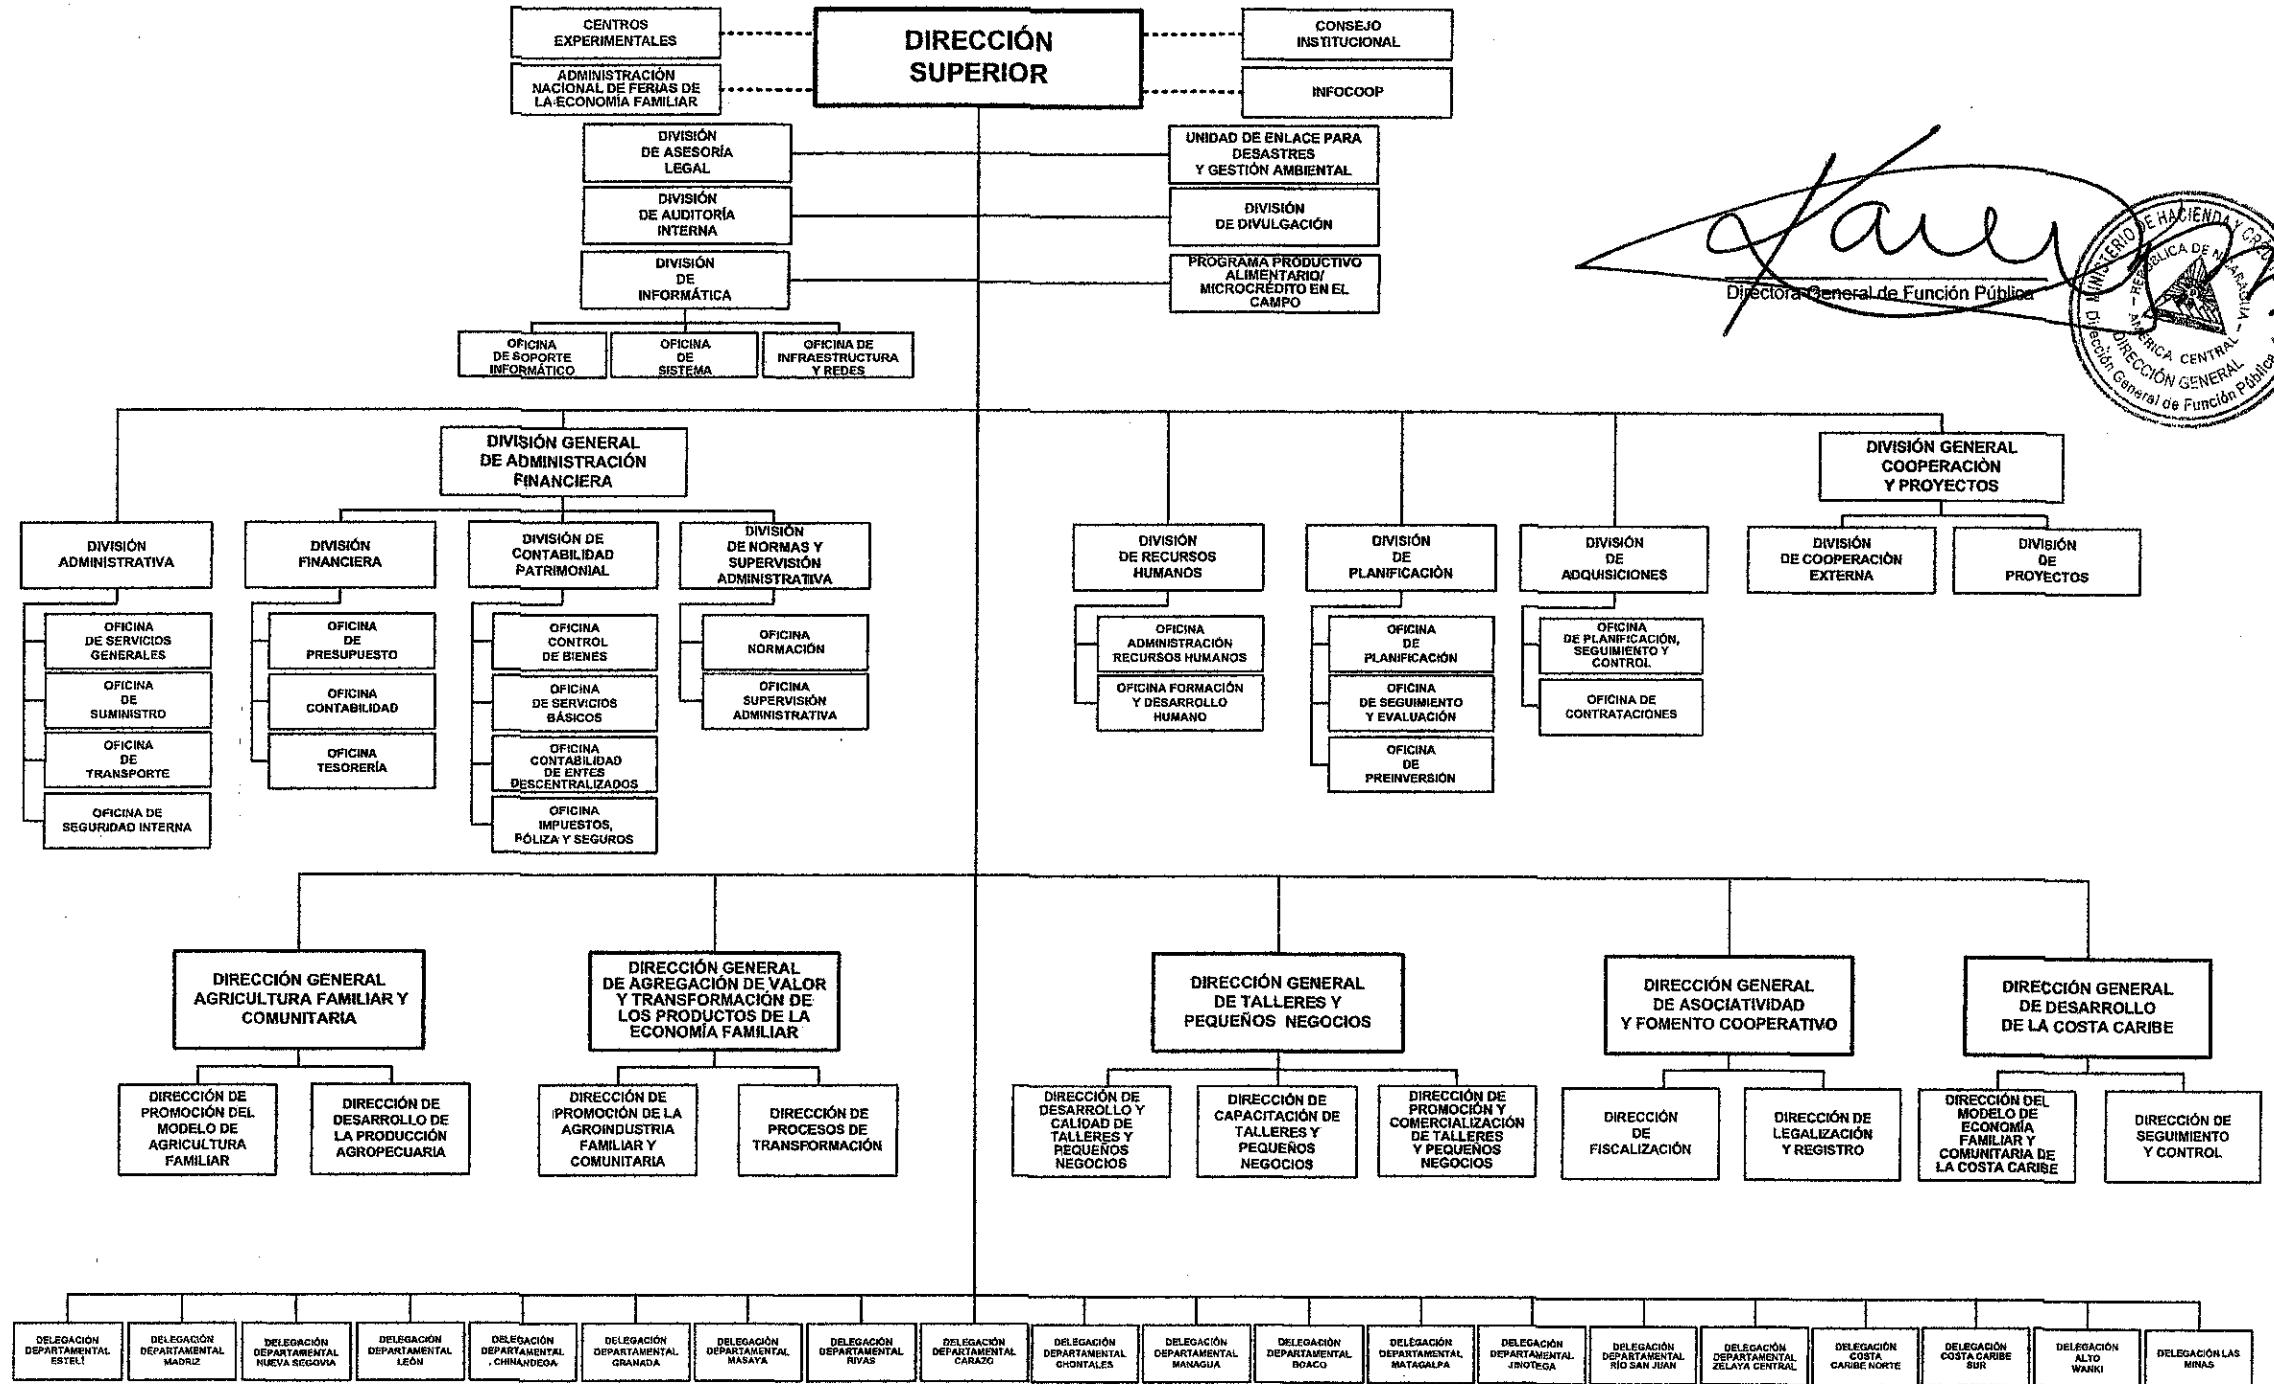 CENTROS
EXPERIMENTALES
DIRECCIÓN
SUPERIOR
CONSEJO
INSTITUCIONAL
ADMINISTRACIÓN
NACIONAL DE FERIAS DE
LA ECONOMÍA FAMILIAR
INFOCOOP
DIVISIÓN
DE ASESORÍA
LEGAL
UNIDAD DE ENLACE PARA
DESASTRES
Y GESTIÓN AMBIENTAL
DIVISIÓN
DE AUDITORÍA
INTERNA
DIVISIÓN
DE DIVULGACIÓN
DIVISIÓN
DE
INFORMÁTICA
PROGRAMA PRODUCTIVO
ALIMENTARIO/
MICROCRÉDITO EN EL
CAMPO
OFICINA
DE SOPORTE
INFORMÁTICO
OFICINA
DE
SISTEMA
OFICINA DE
INFRAESTRUCTURA
Y REDES
Directora General de Función Pública
MINISTERIO DE HACIENDA Y
REPÚBLICA DE NICARAGUA
AMÉRICA CENTRAL
DIRECCIÓN GENERAL
Dirección General de Función Pública
DIVISIÓN GENERAL
DE ADMINISTRACIÓN
FINANCIERA
DIVISIÓN GENERAL
COOPERACIÒN
Y PROYECTOS
DIVISIÓN
ADMINISTRATIVA
DIVISIÓN
FINANCIERA
DIVISIÓN DE
CONTABILIDAD
PATRIMONIAL
DIVISIÓN
DE NORMAS Y
SUPERVISIÓN
ADMINISTRATIVA
DIVISIÓN
DE RECURSOS
HUMANOS
DIVISIÓN
DE
PLANIFICACIÒN
DIVISIÓN
DE
ADQUISICIONES
DIVISIÓN
DE COOPERACIÒN
EXTERNA
DIVISIÓN
DE
PROYECTOS
OFICINA
DE SERVICIOS
GENERALES
OFICINA
DE
SUMINISTRO
OFICINA
DE
TRANSPORTE
OFICINA DE
SEGURIDAD INTERNA
OFICINA
DE
PRESUPUESTO
OFICINA
CONTABILIDAD
OFICINA
TESORERÍA
OFICINA
CONTROL
DE BIENES
OFICINA
DE SERVICIOS
BÁSICOS
OFICINA
CONTABILIDAD
DE ENTES
DESCENTRALIZADOS
OFICINA
IMPUESTOS,
PÓLIZA Y SEGUROS
OFICINA
NORMACIÓN
OFICINA
SUPERVISIÓN
ADMINISTRATIVA
OFICINA
ADMINISTRACIÓN
RECURSOS HUMANOS
OFICINA FORMACIÓN
Y DESARROLLO
HUMANO
OFICINA
DE
PLANIFICACIÓN
OFICINA
DE SEGUIMIENTO
Y EVALUACIÓN
OFICINA
DE
PREINVERSIÓN
OFICINA
DE PLANIFICACIÓN,
SEGUIMIENTO Y
CONTROL
OFICINA DE
CONTRATACIONES
DIRECCIÓN GENERAL
AGRICULTURA FAMILIAR Y
COMUNITARIA
DIRECCIÓN GENERAL
DE AGREGACIÓN DE VALOR
Y TRANSFORMACIÓN DE
LOS PRODUCTOS DE LA
ECONOMÍA FAMILIAR
DIRECCIÓN GENERAL
DE TALLERES Y
PEQUEÑOS NEGOCIOS
DIRECCIÓN GENERAL
DE ASOCIATIVIDAD
Y FOMENTO COOPERATIVO
DIRECCIÓN GENERAL
DE DESARROLLO
DE LA COSTA CARIBE
DIRECCIÓN DE
PROMOCIÓN DEL
MODELO DE
AGRICULTURA
FAMILIAR
DIRECCIÓN DE
DESARROLLO DE
LA PRODUCCIÓN
AGROPECUARIA
DIRECCIÓN DE
PROMOCIÓN DE LA
AGROINDUSTRIA
FAMILIAR Y
COMUNITARIA
DIRECCIÓN DE
PROCESOS DE
TRANSFORMACIÓN
DIRECCIÓN DE
DESARROLLO Y
CALIDAD DE
TALLERES Y
PEQUEÑOS
NEGOCIOS
DIRECCIÓN DE
CAPACITACIÓN DE
TALLERES Y
PEQUEÑOS
NEGOCIOS
DIRECCIÓN DE
PROMOCIÓN Y
COMERCIALIZACIÓN
DE TALLERES
Y PEQUEÑOS
NEGOCIOS
DIRECCIÓN
DE
FISCALIZACIÓN
DIRECCIÓN DE
LEGALIZACIÓN
Y REGISTRO
DIRECCIÓN DEL
MODELO DE
ECONOMÍA
FAMILIAR Y
COMUNITARIA DE
LA COSTA CARIBE
DIRECCIÓN DE
SEGUIMIENTO
Y CONTROL
DELEGACIÓN
DEPARTAMENTAL
ESTELÍ
DELEGACIÓN
DEPARTAMENTAL
MADRIZ
DELEGACIÓN
DEPARTAMENTAL
NUEVA SEGOVIA
DELEGACIÓN
DEPARTAMENTAL
LEÓN
DELEGACIÓN
DEPARTAMENTAL
CHINANDEGA
DELEGACIÓN
DEPARTAMENTAL
GRANADA
DELEGACIÓN
DEPARTAMENTAL
MASAYA
DELEGACIÓN
DEPARTAMENTAL
RIVAS
DELEGACIÓN
DEPARTAMENTAL
CARAZO
DELEGACIÓN
DEPARTAMENTAL
CHONTALES
DELEGACIÓN
DEPARTAMENTAL
MANAGUA
DELEGACIÓN
DEPARTAMENTAL
BOACO
DELEGACIÓN
DEPARTAMENTAL
MATAGALPA
DELEGACIÓN
DEPARTAMENTAL
JINOTEGA
DELEGACIÓN
DEPARTAMENTAL
RÍO SAN JUAN
DELEGACIÓN
DEPARTAMENTAL
ZELAYA CENTRAL
DELEGACIÓN
COSTA
CARIBE NORTE
DELEGACIÓN
COSTA CARIBE
SUR
DELEGACIÓN
ALTO
WANKI
DELEGACIÓN LAS
MINAS